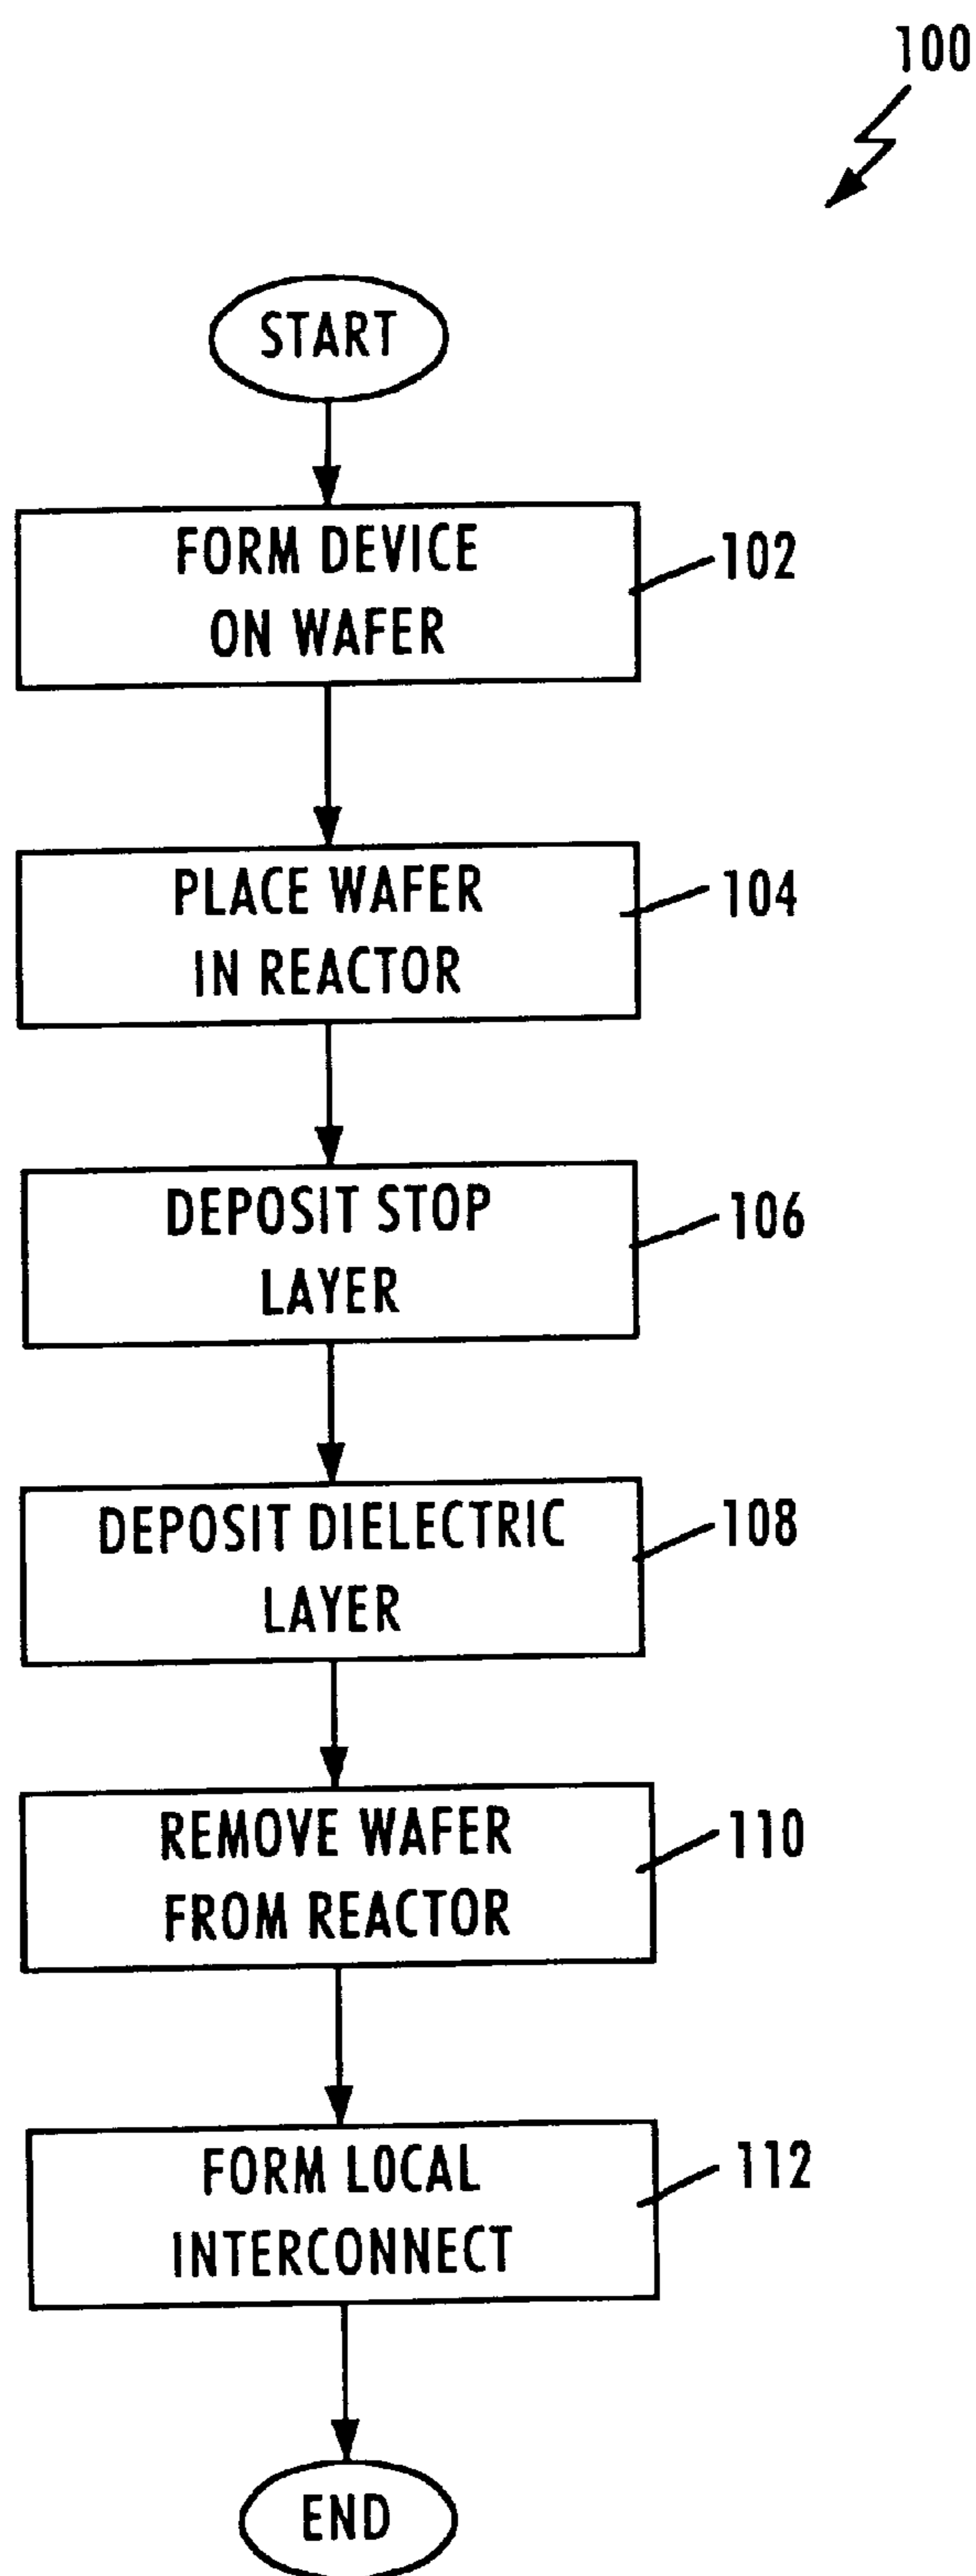 100
START
FORM DEVICE
ON WAFER
102
PLACE WAFER
IN REACTOR
104
DEPOSIT STOP
LAYER
106
DEPOSIT DIELECTRIC
LAYER
108
REMOVE WAFER
FROM REACTOR
110
FORM LOCAL
INTERCONNECT
112
END